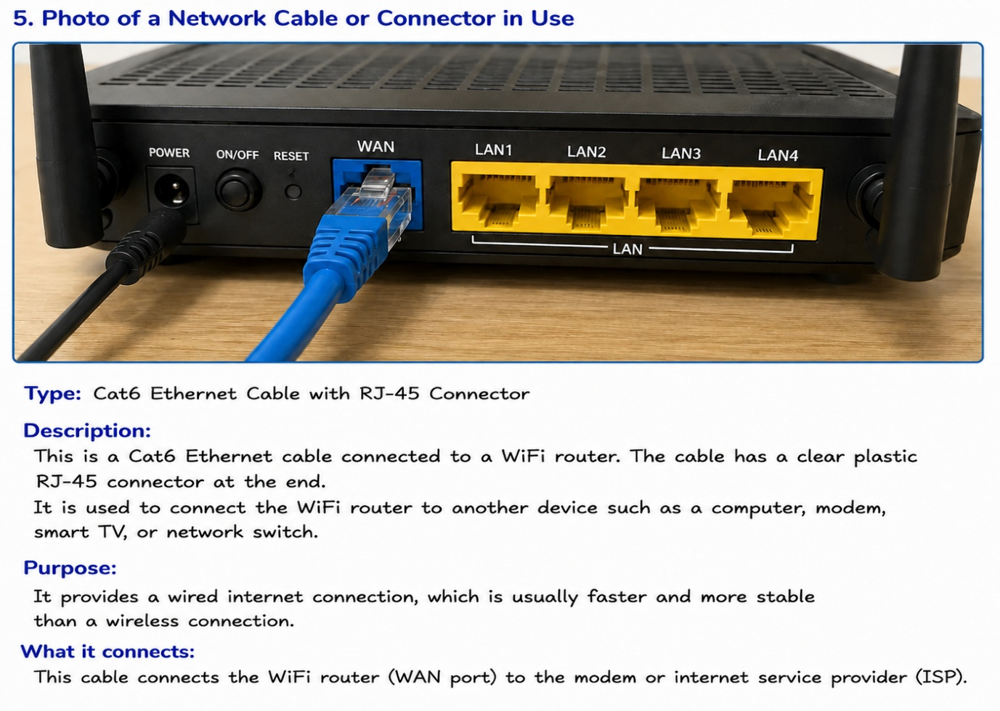 5. Photo of a Network Cable or Connector in Use
POWER
ON/OFF
RESET
WAN
LAN1
LAN2
LAN3
LAN4
LAN
Type: Cat6 Ethernet Cable with RJ-45 Connector
Description:
This is a Cat6 Ethernet cable connected to a WiFi router. The cable has a clear plastic
RJ-45 connector at the end.
It is used to connect the WiFi router to another device such as a computer, modem,
smart TV, or network switch.
Purpose:
It provides a wired internet connection, which is usually faster and more stable
than a wireless connection.
What it connects:
This cable connects the WiFi router (WAN port) to the modem or internet service provider (ISP).